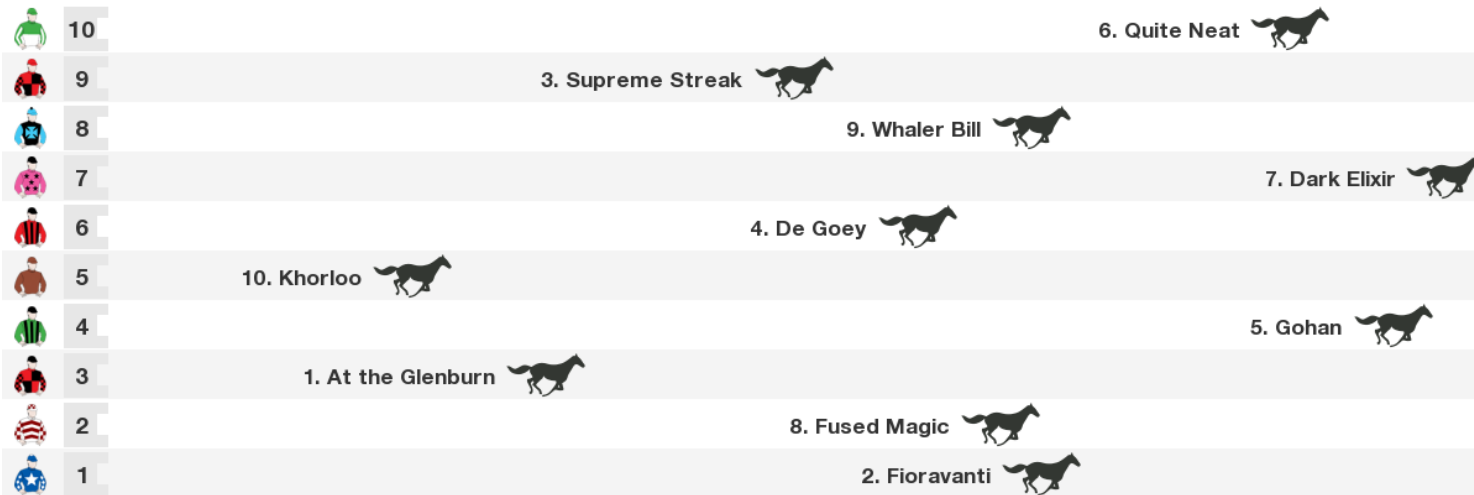 10 6. Quite Neat
9 3. Supreme Streak
8 9. Whaler Bill
7 7. Dark Elixir
6 4. De Goey
5 10. Khorloo
4 5. Gohan
3 1. At the Glenburn
2 8. Fused Magic
1 2. Fioravanti